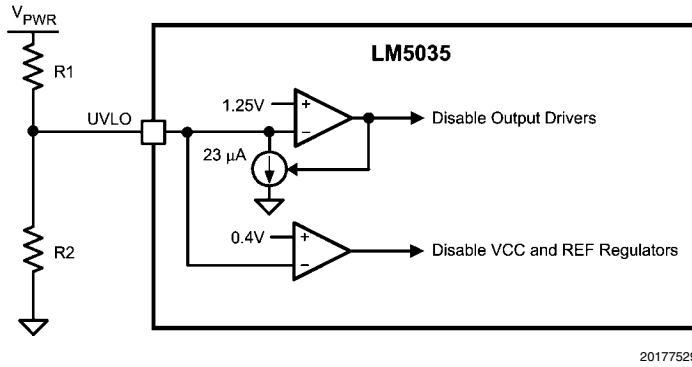 VPWR
LM5035
R1
1.25V
+
UVLO
−
Disable Output Drivers
23 μA
R2
0.4V
+
−
Disable VCC and REF Regulators
20177529